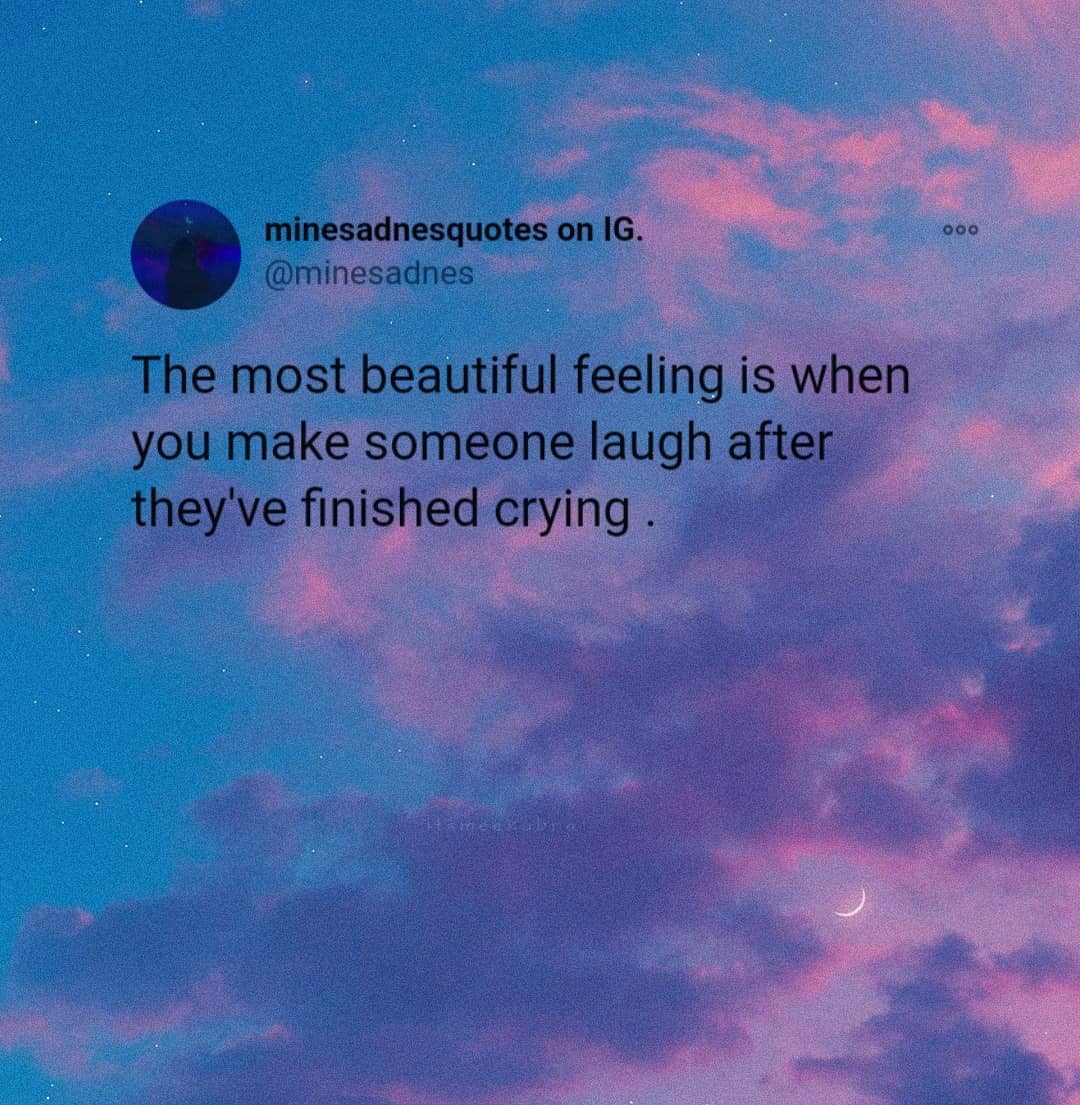 minesadnesquotes on IG.
@minesadnes
The most beautiful feeling is when
you make someone laugh after
they've finished crying .